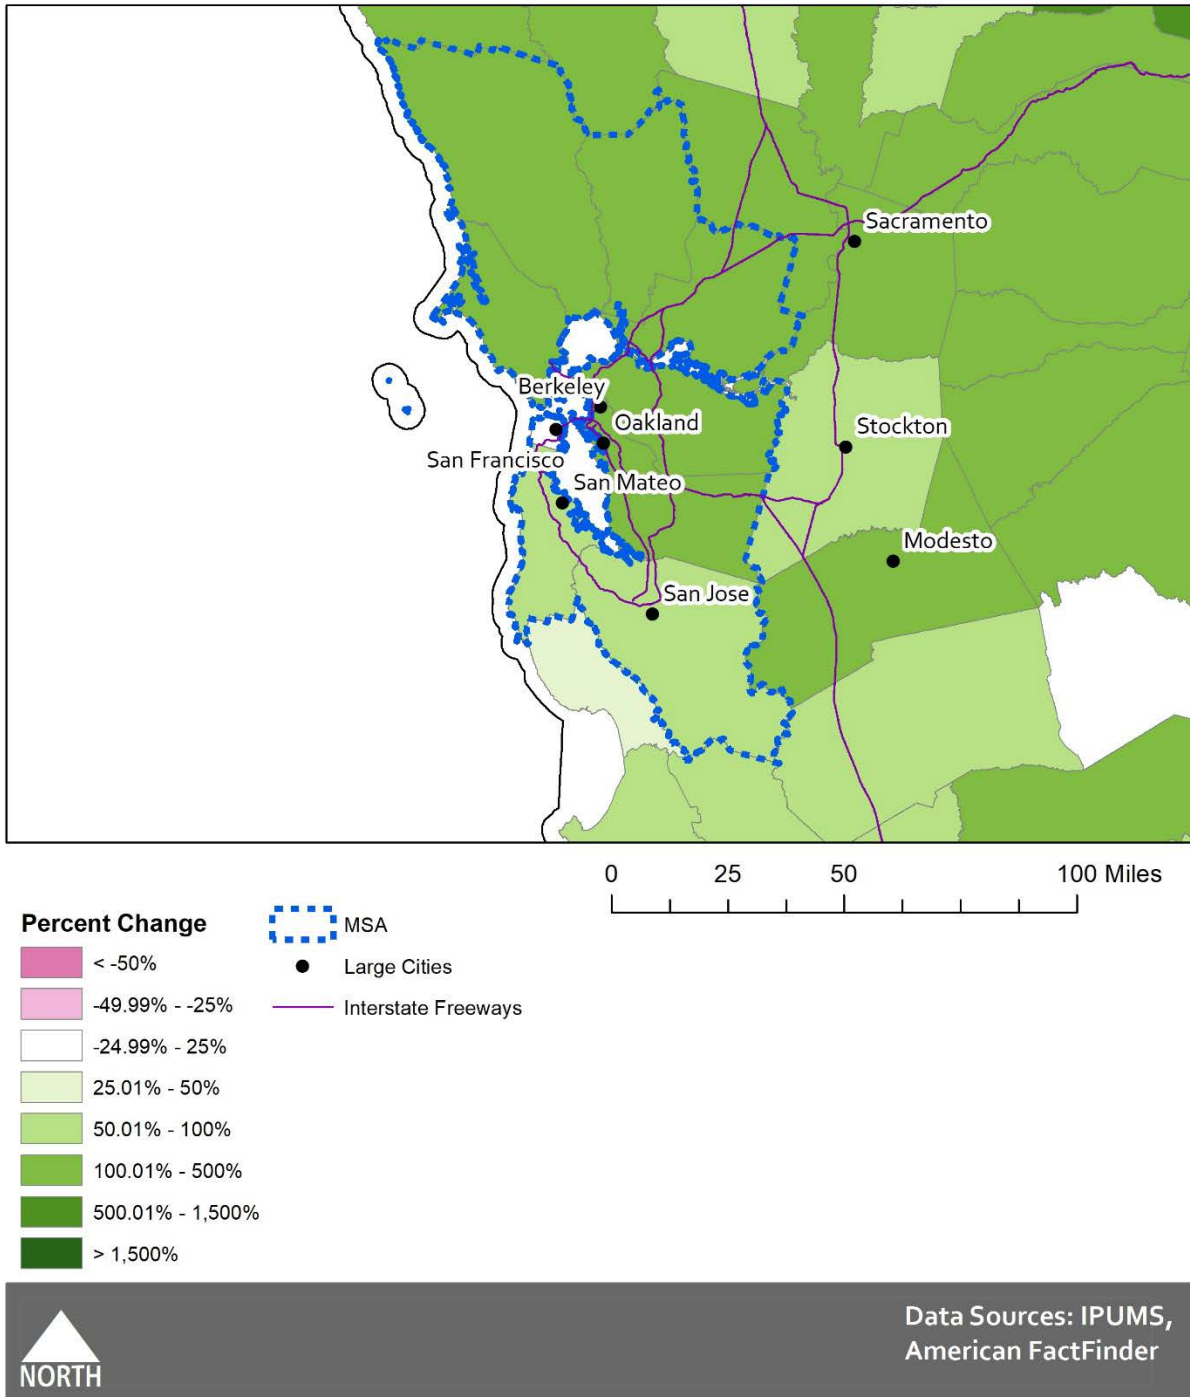 Sacramento
Berkeley
Oakland
Stockton
San Francisco
San Mateo
Modesto
San Jose
0 25 50 100 Miles
Percent Change
< -50%
-49.99% - -25%
-24.99% - 25%
25.01% - 50%
50.01% - 100%
100.01% - 500%
500.01% - 1,500%
> 1,500%
MSA
Large Cities
Interstate Freeways
NORTH
Data Sources: IPUMS,
American FactFinder